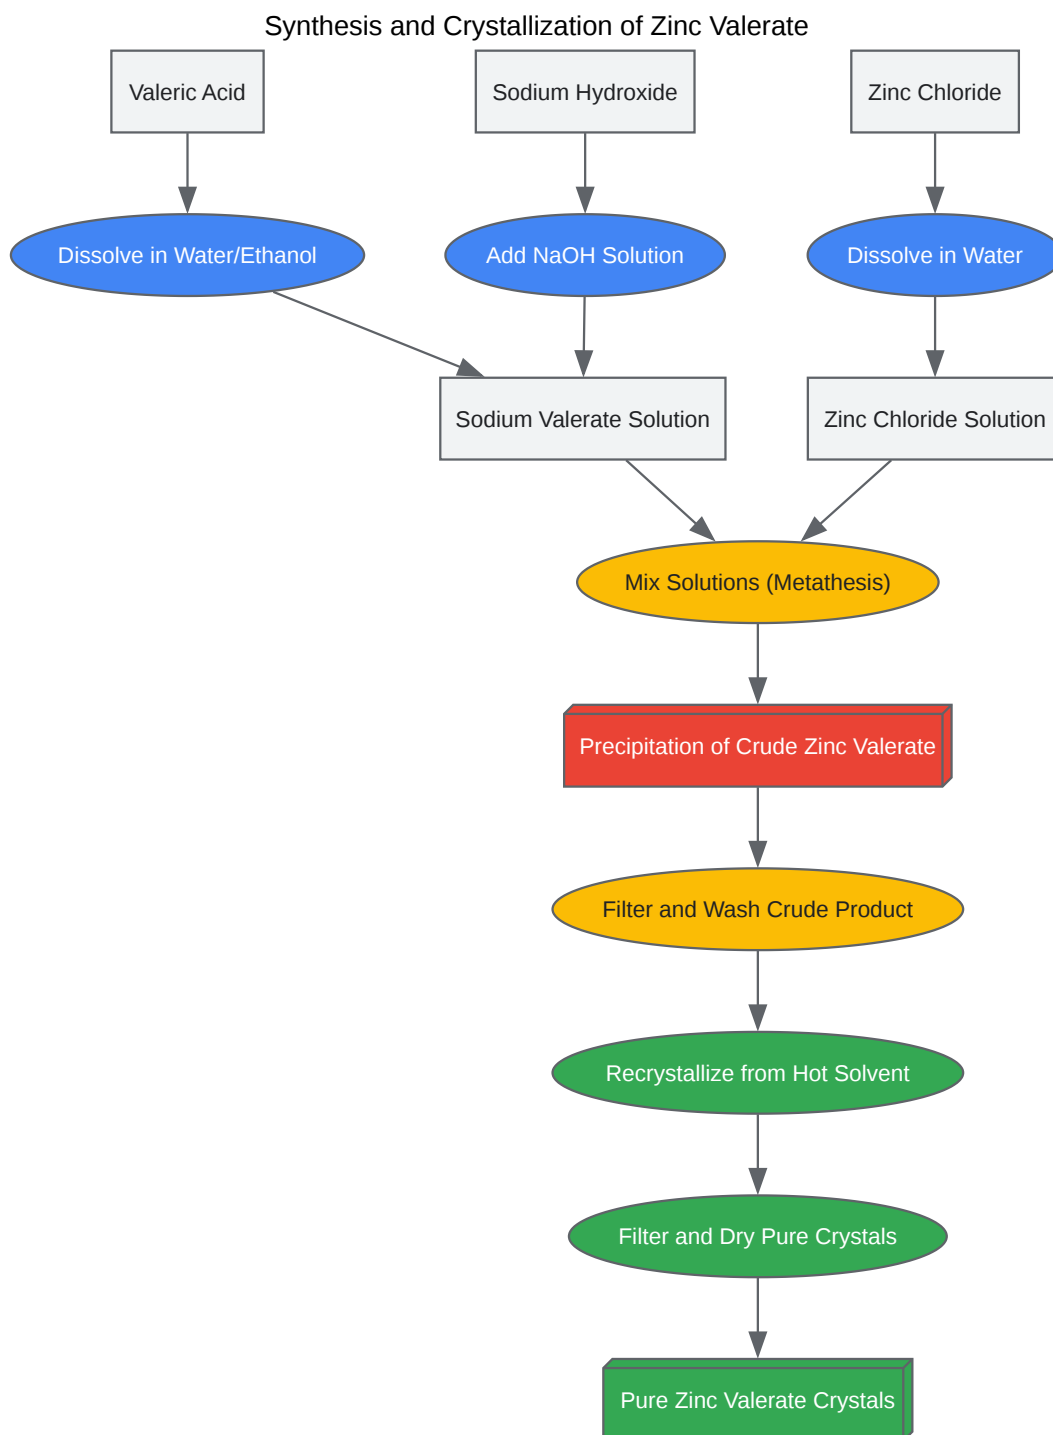 Synthesis and Crystallization of Zinc Valerate
Valeric Acid
Sodium Hydroxide
Zinc Chloride
Dissolve in Water/Ethanol
Add NaOH Solution
Dissolve in Water
Sodium Valerate Solution
Zinc Chloride Solution
Mix Solutions (Metathesis)
Precipitation of Crude Zinc Valerate
Filter and Wash Crude Product
Recrystallize from Hot Solvent
Filter and Dry Pure Crystals
Pure Zinc Valerate Crystals